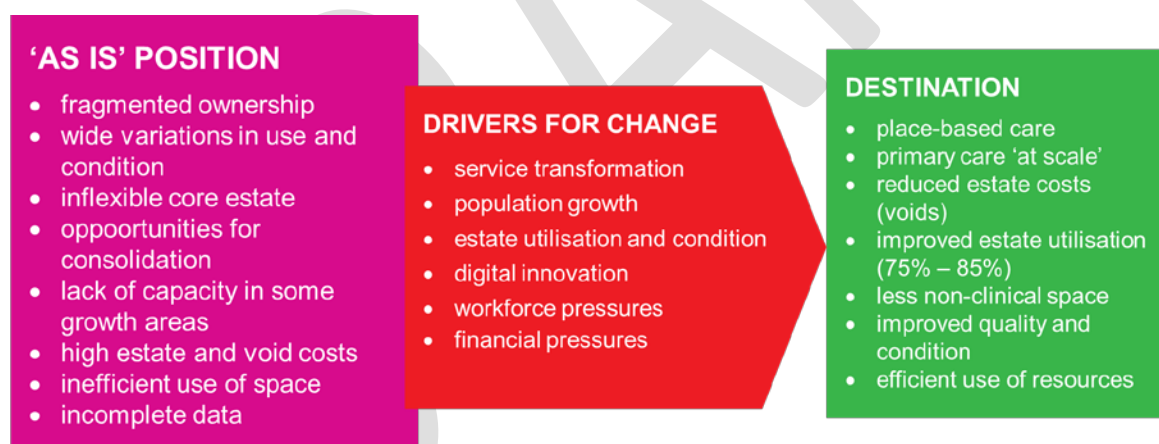 ‘AS IS’ POSITION
• fragmented ownership
• wide variations in use and
condition
• inflexible core estate
• oppoortunities for
consolidation
• lack of capacity in some
growth areas
• high estate and void costs
• inefficient use of space
• incomplete data
DRIVERS FOR CHANGE
• service transformation
• population growth
• estate utilisation and condition
• digital innovation
• workforce pressures
• financial pressures
DESTINATION
• place-based care
• primary care ‘at scale’
• reduced estate costs
(voids)
• improved estate utilisation
(75% – 85%)
• less non-clinical space
• improved quality and
condition
• efficient use of resources